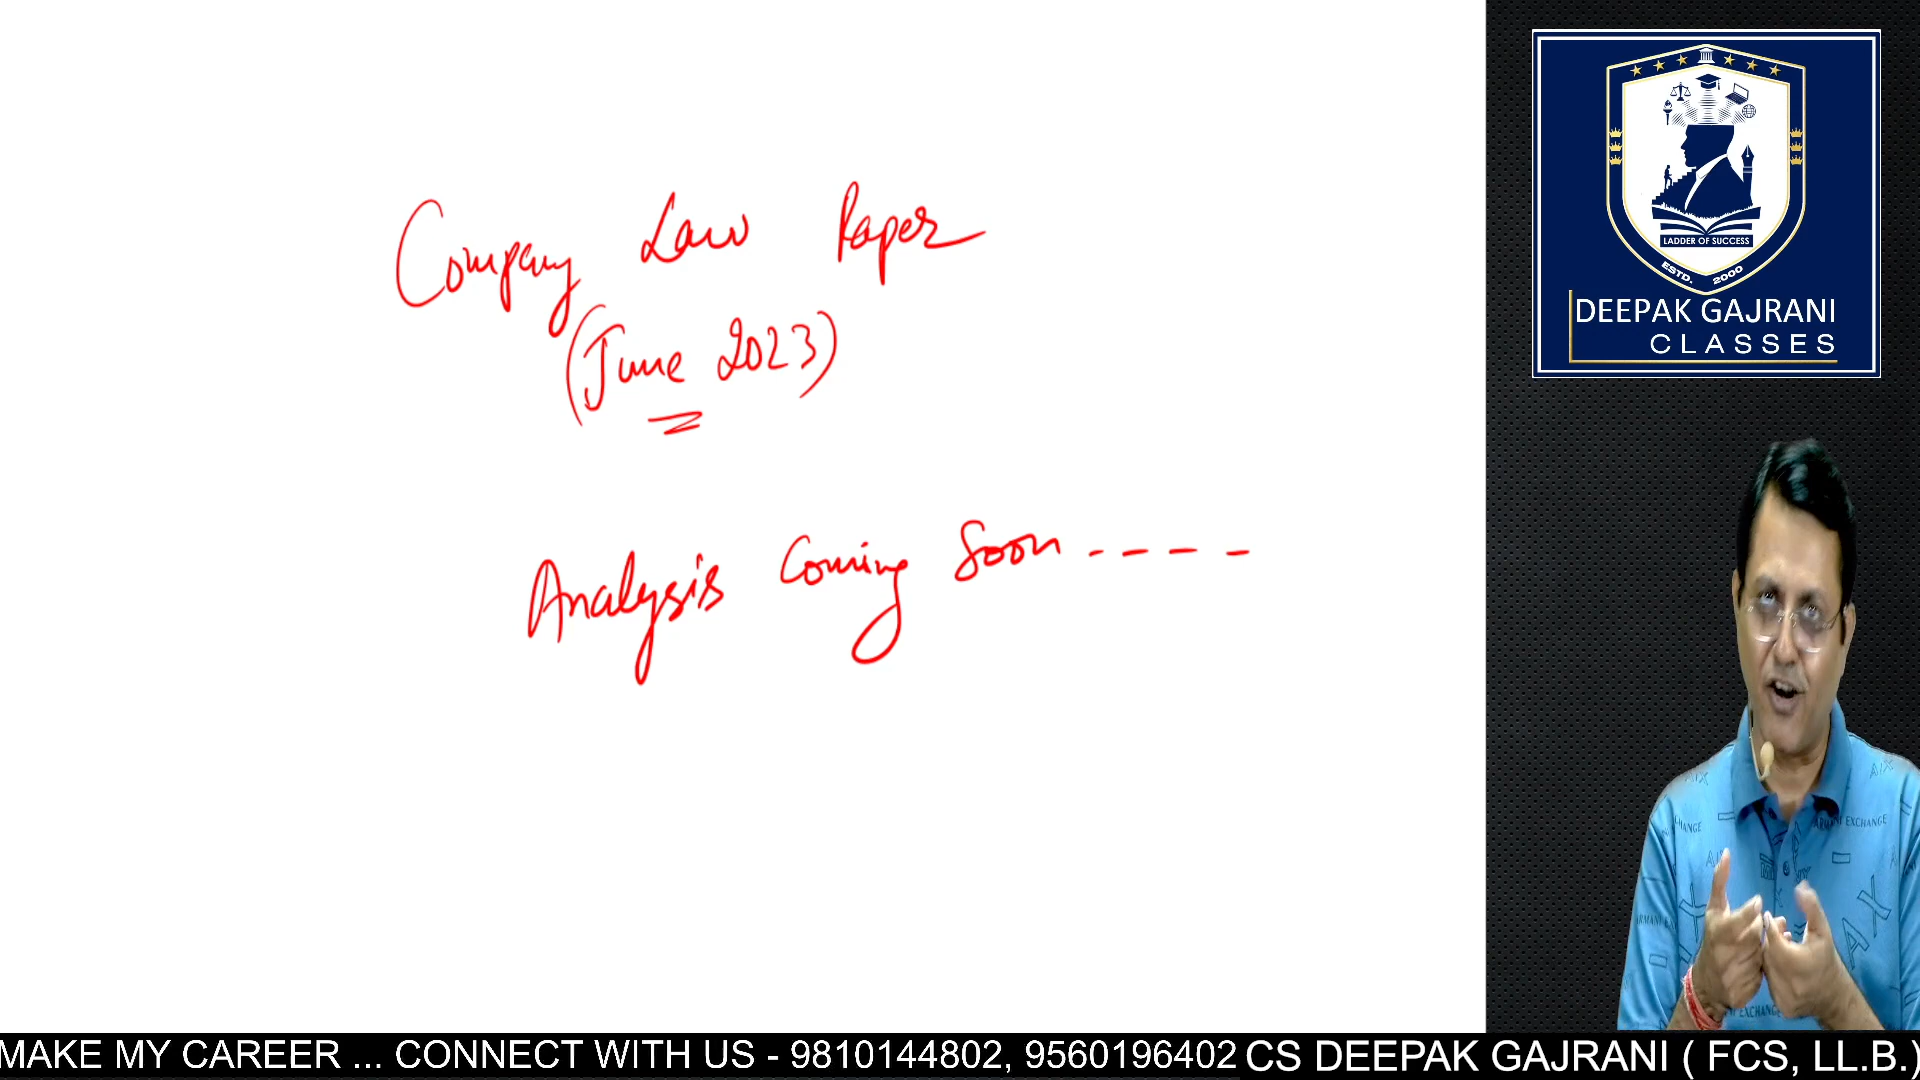 Company Law Paper
(June 2023)
Analysis Coming Soon - - - -
LADDER OF SUCCESS
ESTD. 2000
DEEPAK GAJRANI
CLASSES
MAKE MY CAREER ... CONNECT WITH US - 9810144802, 9560196402 CS DEEPAK GAJRANI ( FCS, LL.B.)